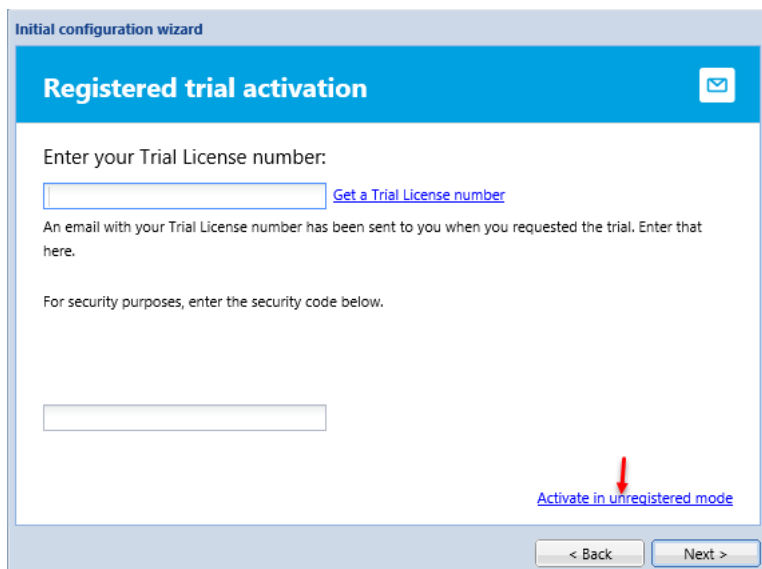 Initial configuration wizard
Registered trial activation
Enter your Trial License number:
Get a Trial License number
An email with your Trial License number has been sent to you when you requested the trial. Enter that
here.
For security purposes, enter the security code below.
Activate in unregistered mode
< Back
Next >